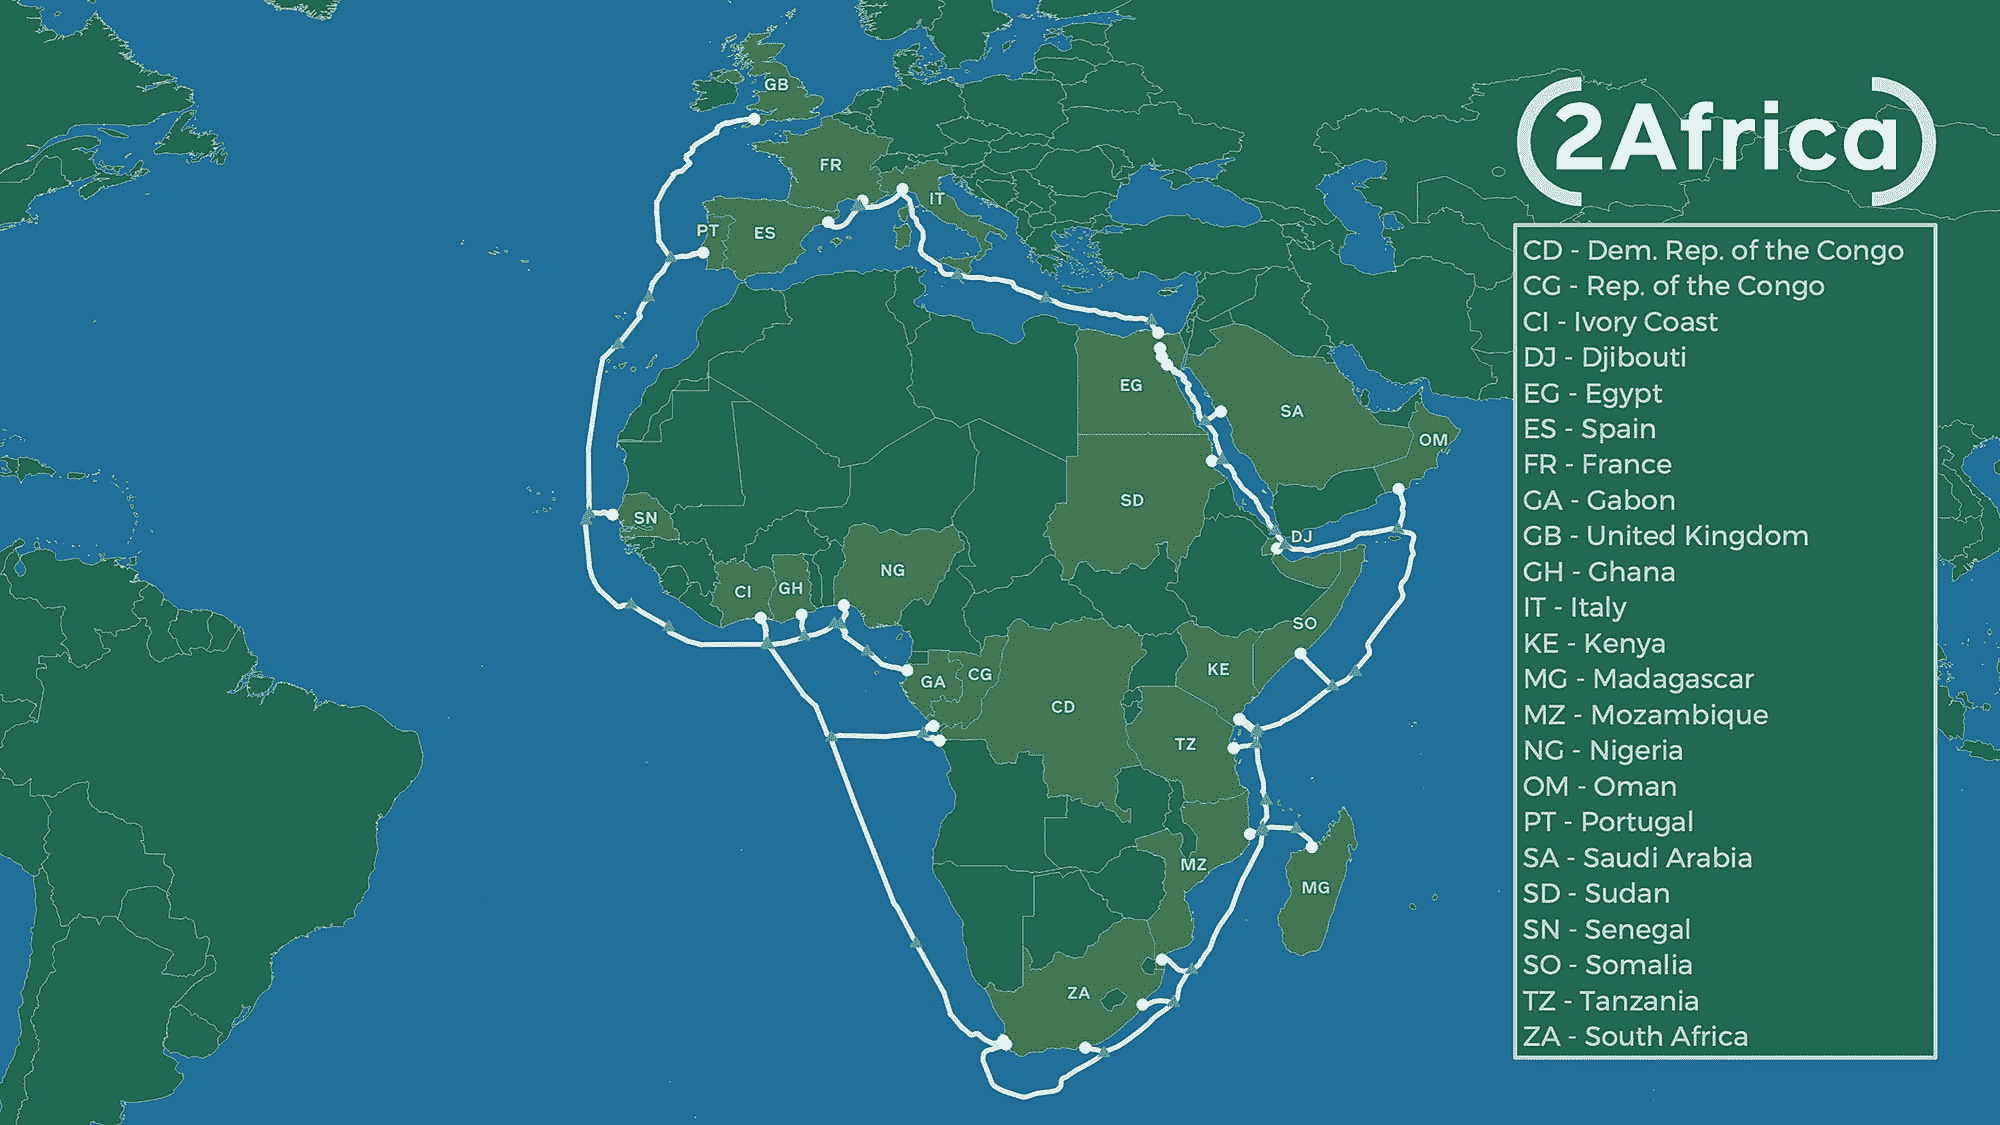 (2Africa)
GB
FR
IT
PT
ES
EG
SA
OM
SD
SN
DJ
NG
CI
GH
SO
KE
CG
GA
CD
TZ
MZ
MG
ZA
CD - Dem. Rep. of the Congo
CG - Rep. of the Congo
CI - Ivory Coast
DJ - Djibouti
EG - Egypt
ES - Spain
FR - France
GA - Gabon
GB - United Kingdom
GH - Ghana
IT - Italy
KE - Kenya
MG - Madagascar
MZ - Mozambique
NG - Nigeria
OM - Oman
PT - Portugal
SA - Saudi Arabia
SD - Sudan
SN - Senegal
SO - Somalia
TZ - Tanzania
ZA - South Africa